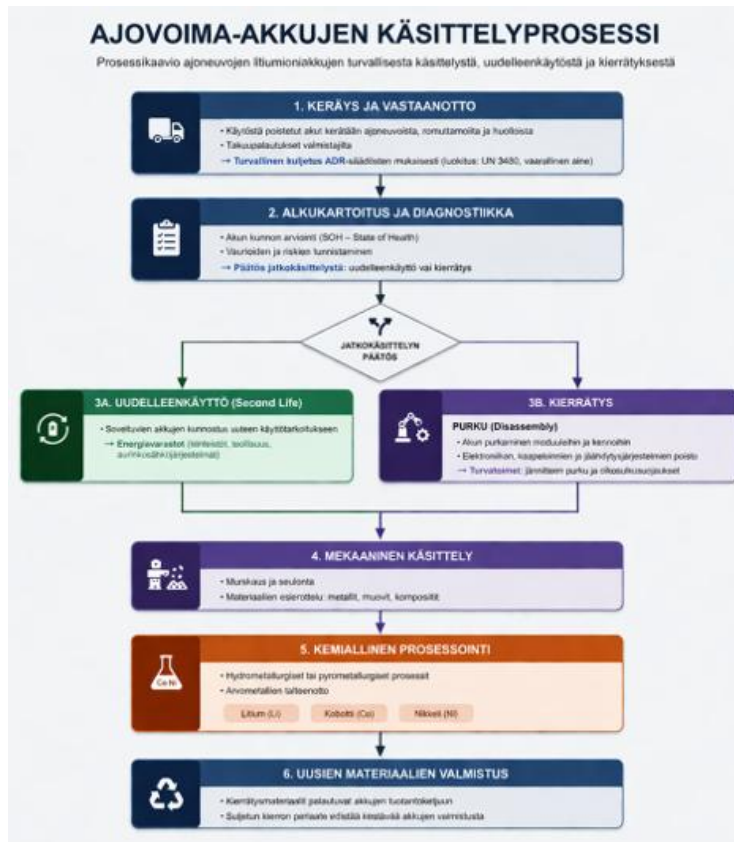 AJOVOIMA-AKKUJEN KÄSITTELYPROSESSI
Prosessikaavio ajoneuvojen litiumioniakkujen turvallisesta käsittelystä, uudelleenkäytöstä ja kierrätyksestä
1. KERÄYS JA VASTAANOTTO
• Käytöstä poistetut akut kerätään ajoneuvoista, romuttamoilta ja huolloista
• Takuupalautukset valmistajilta
→ Turvallinen kuljetus ADR-säädösten mukaisesti (luokitus: UN 3480, vaarallinen aine)
2. ALKUKARTOITUS JA DIAGNOSTIIKKA
• Akun kunnon arviointi (SOH – State of Health)
• Vaurioiden ja riskien tunnistaminen
→ Päätös jatkokäsittelystä: uudelleenkäyttö vai kierrätys
JATKOKÄSITTELYN
PÄÄTÖS
3A. UUDELLEENKÄYTTÖ (Second Life)
• Soveltuvien akkujen kunnostus uuteen käyttötarkoitukseen
→ Energiavarastot (kiinteistöt, teollisuus,
aurinkosähköjärjestelmät)
3B. KIERRÄTYS
PURKU (Disassembly)
• Akun purkaminen moduuleihin ja kennoihin
• Elektroniikan, kaapelointien ja jäähdytysjärjestelmien poisto
→ Turvatoimet: jännitteen purku ja oikosulkusuojaukset
4. MEKAANINEN KÄSITTELY
• Murskaus ja seulonta
• Materiaalien esierottelu: metallit, muovit, komposiitit
5. KEMIALLINEN PROSESSOINTI
Co Ni
• Hydrometallurgiset tai pyrometallurgiset prosessit
• Arvometallien talteenotto
Litium (Li)
Koboltti (Co)
Nikkeli (Ni)
6. UUSIEN MATERIAALIEN VALMISTUS
• Kierrätysmateriaalit palautuvat akkujen tuotantoketjuun
• Suljetun kierron periaate edistää kestävää akkujen valmistusta